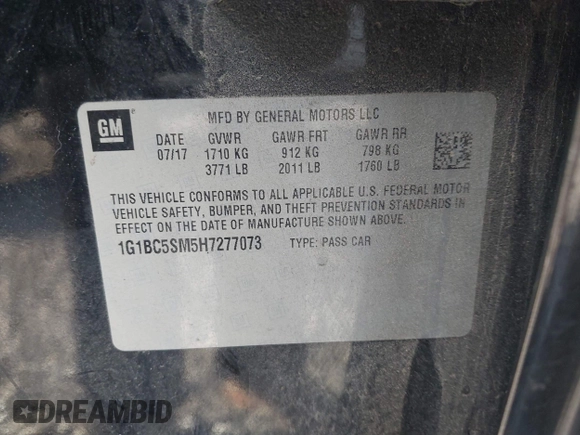 GM
MFD BY GENERAL MOTORS LLC
DATE GVWR GAWR FRT GAWR RR
07/17 1710 KG 912 KG 798 KG
3771 LB 2011 LB 1760 LB
THIS VEHICLE CONFORMS TO ALL APPLICABLE U.S. FEDERAL MOTOR
VEHICLE SAFETY, BUMPER, AND THEFT PREVENTION STANDARDS IN
EFFECT ON THE DATE OF MANUFACTURE SHOWN ABOVE.
1G1BC5SM5H7277073 TYPE: PASS CAR
DREAMBID